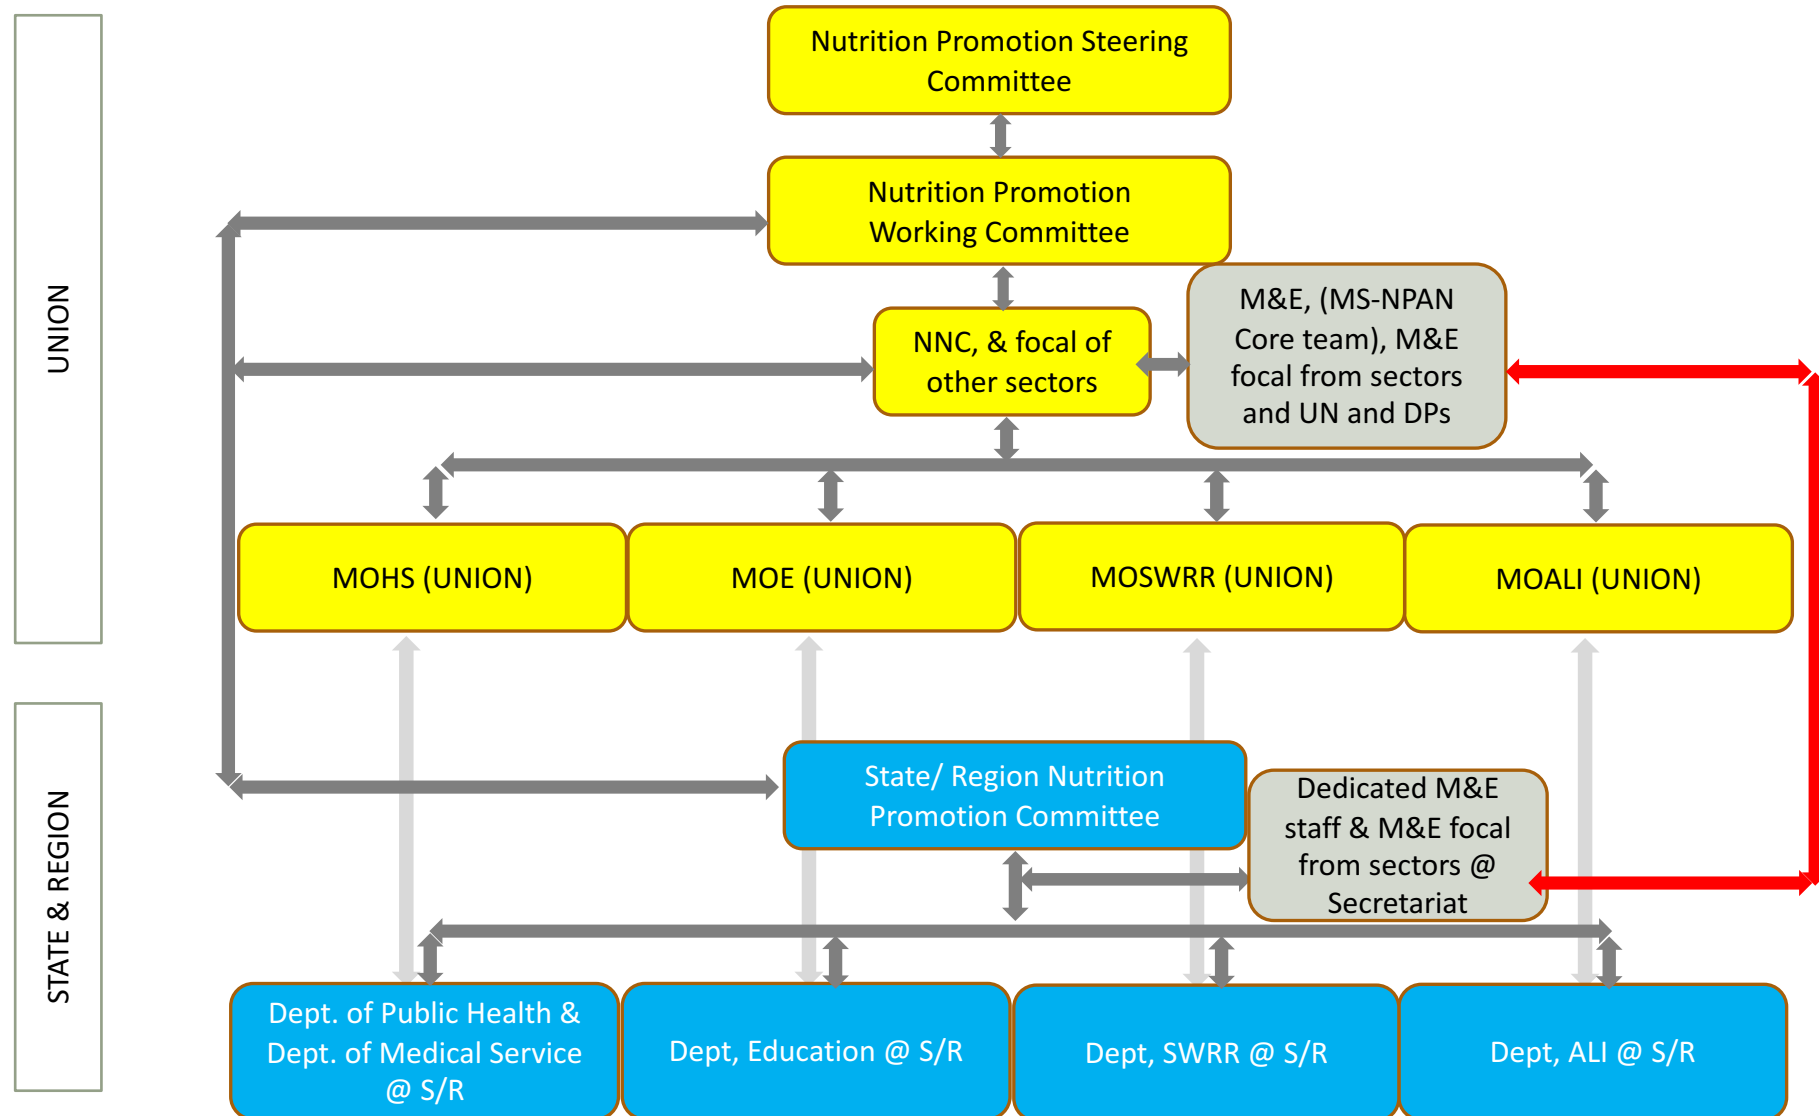 UNION
Nutrition Promotion Steering
Committee
Nutrition Promotion
Working Committee
NNC, & focal of
other sectors
M&E, (MS-NPAN
Core team), M&E
focal from sectors
and UN and DPs
MOHS (UNION)
MOE (UNION)
MOSWRR (UNION)
MOALI (UNION)
STATE & REGION
State/ Region Nutrition
Promotion Committee
Dedicated M&E
staff & M&E focal
from sectors @
Secretariat
Dept. of Public Health &
Dept. of Medical Service
@ S/R
Dept, Education @ S/R
Dept, SWRR @ S/R
Dept, ALI @ S/R